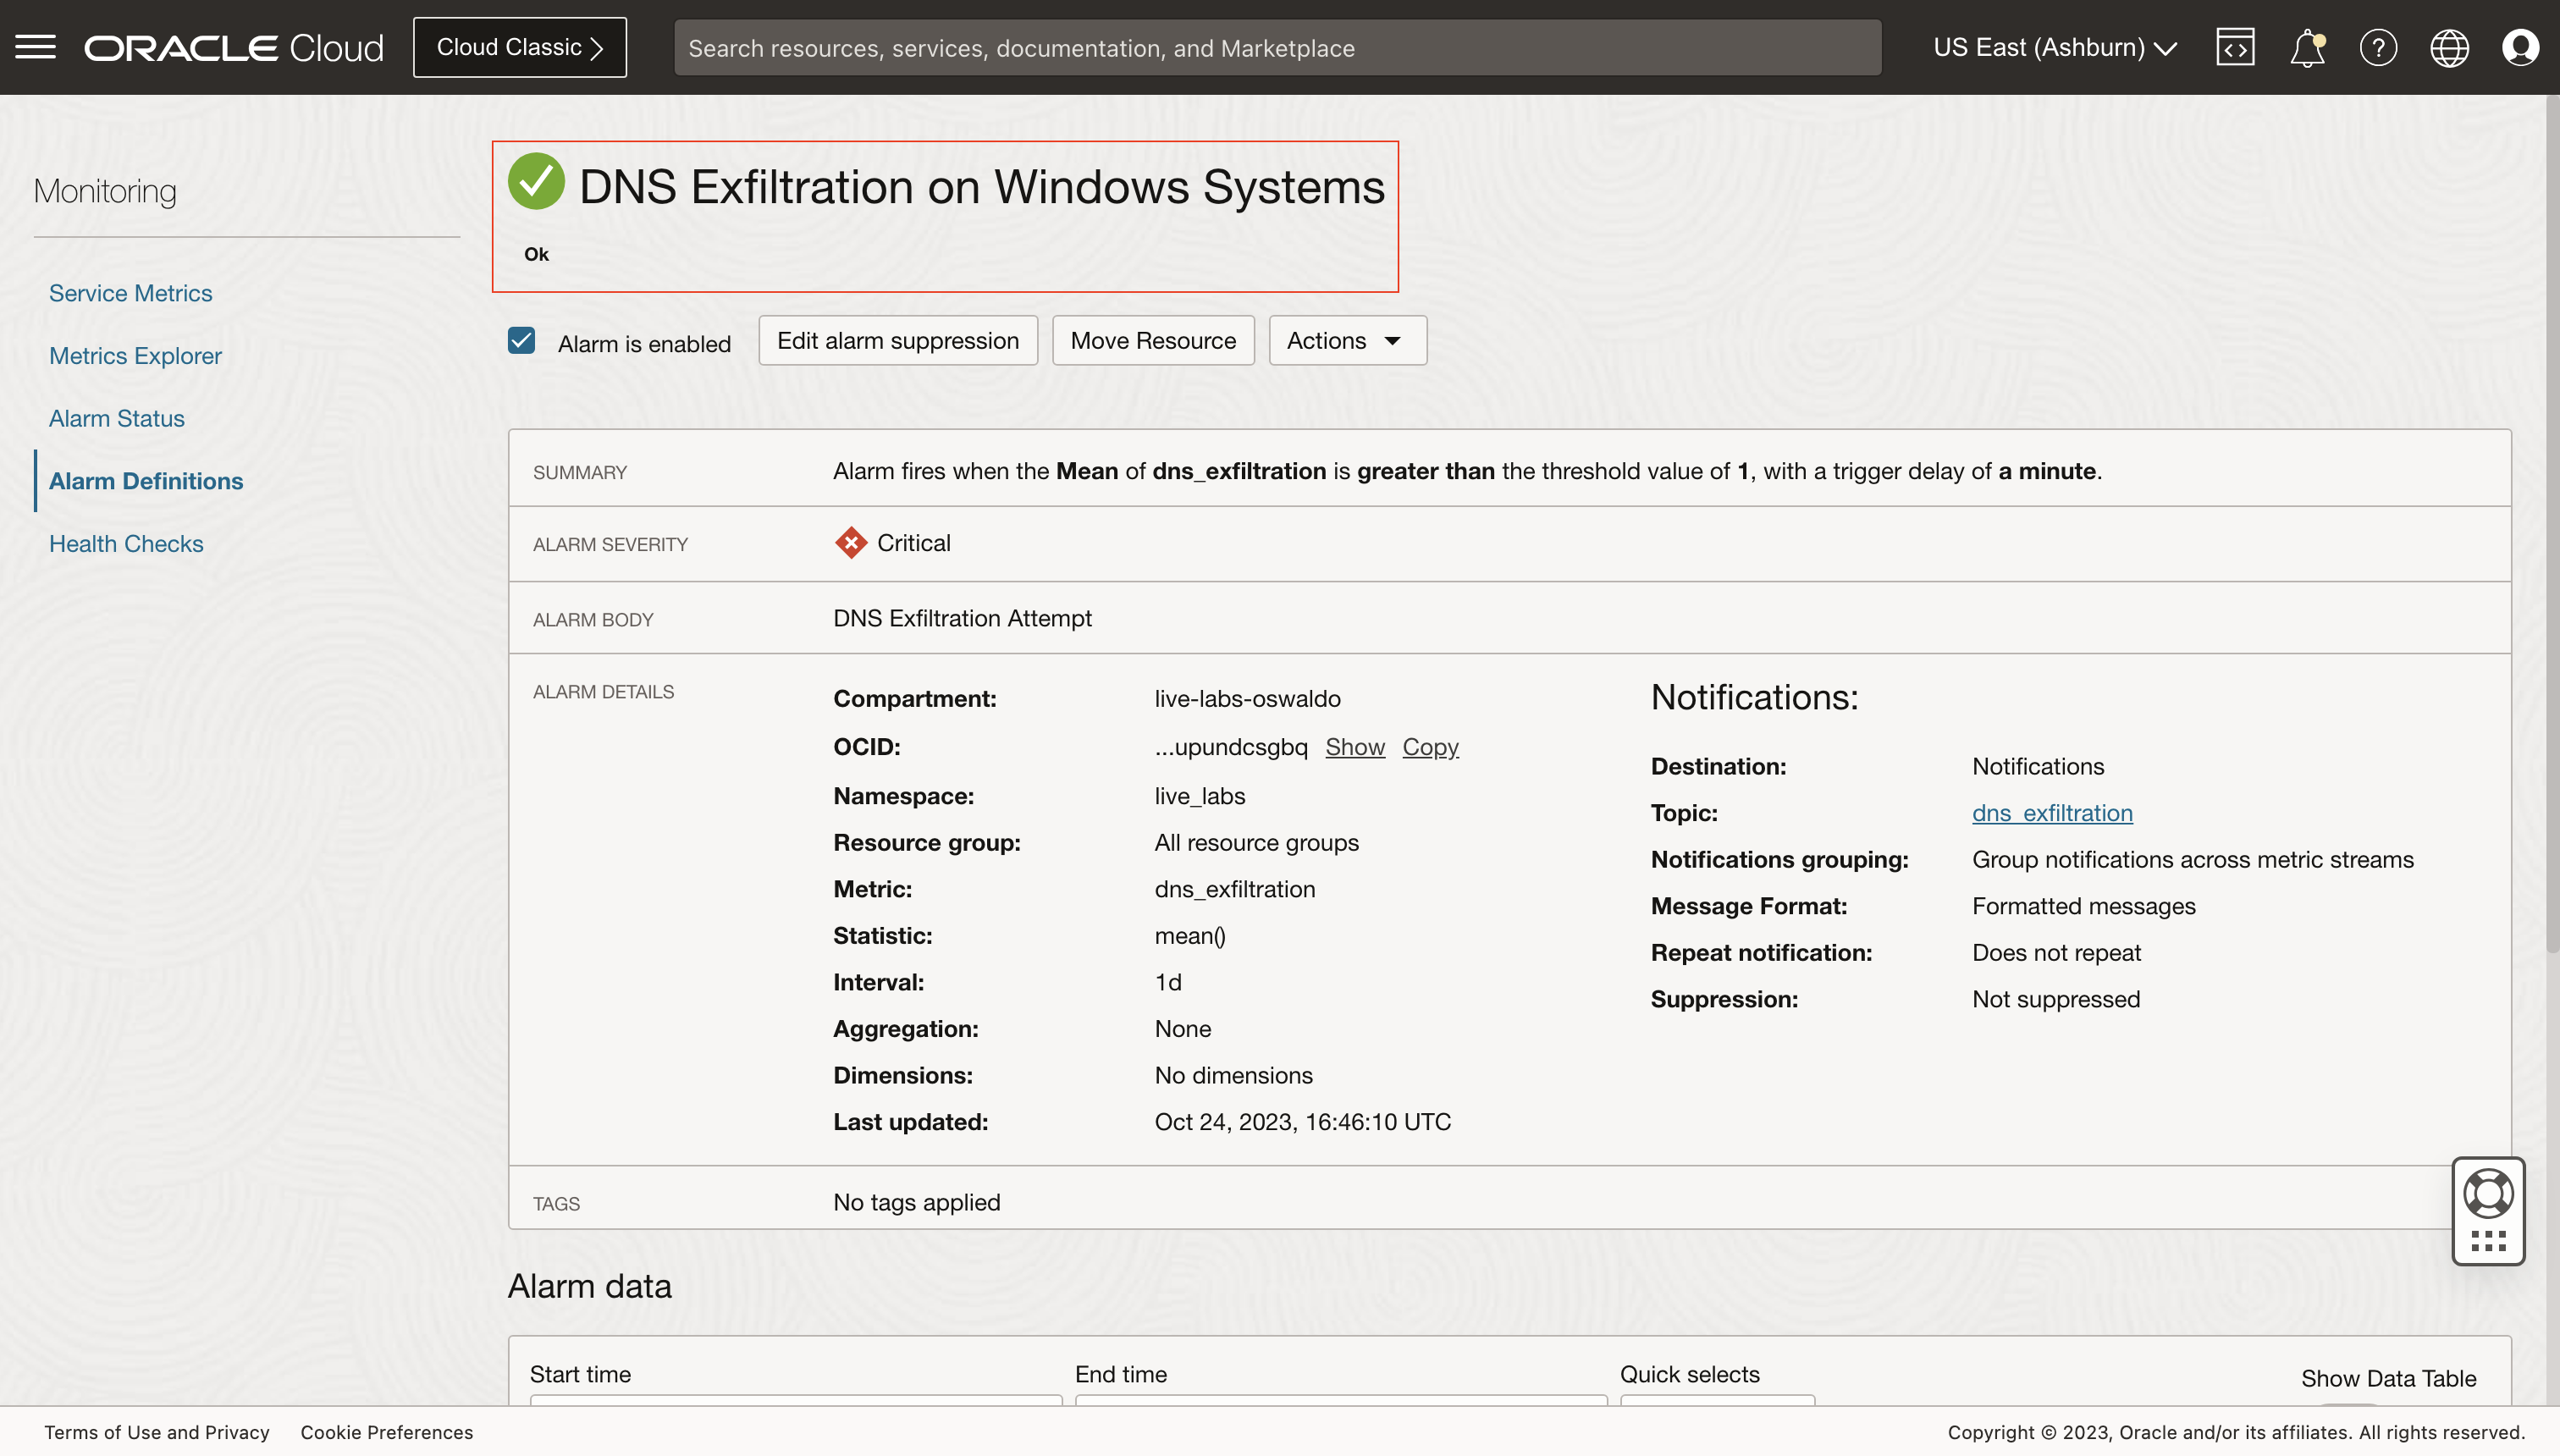 ORACLE Cloud
Cloud Classic
Search resources, services, documentation, and Marketplace
US East (Ashburn)
Monitoring
Service Metrics
Metrics Explorer
Alarm Status
Alarm Definitions
Health Checks
DNS Exfiltration on Windows Systems
Ok
Alarm is enabled
Edit alarm suppression
Move Resource
Actions
SUMMARY
Alarm fires when the Mean of dns_exfiltration is greater than the threshold value of 1, with a trigger delay of a minute.
ALARM SEVERITY
Critical
ALARM BODY
DNS Exfiltration Attempt
ALARM DETAILS
Compartment: live-labs-oswaldo
OCID: ...upundcsgbq Show Copy
Namespace: live_labs
Resource group: All resource groups
Metric: dns_exfiltration
Statistic: mean()
Interval: 1d
Aggregation: None
Dimensions: No dimensions
Last updated: Oct 24, 2023, 16:46:10 UTC
Notifications:
Destination: Notifications
Topic: dns_exfiltration
Notifications grouping: Group notifications across metric streams
Message Format: Formatted messages
Repeat notification: Does not repeat
Suppression: Not suppressed
TAGS
No tags applied
Alarm data
Start time
End time
Quick selects
Show Data Table
Terms of Use and Privacy
Cookie Preferences
Copyright © 2023, Oracle and/or its affiliates. All rights reserved.